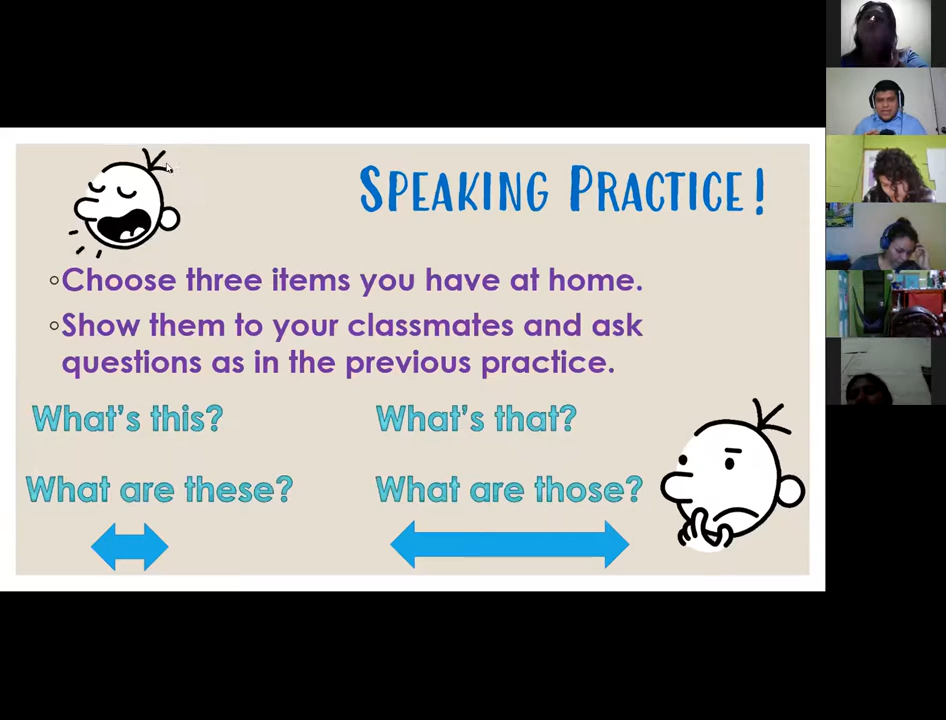 SPEAKING PRACTICE!
Choose three items you have at home.
Show them to your classmates and ask
questions as in the previous practice.
What's this?
What's that?
What are these?
What are those?